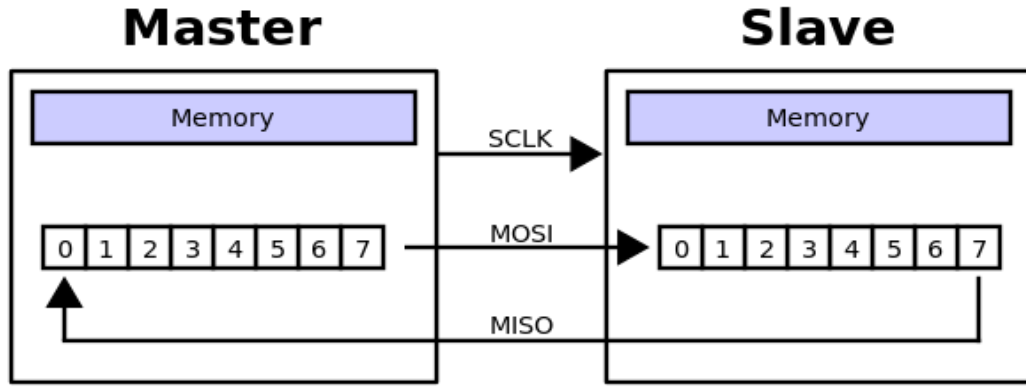 Master Slave
Memory Memory
SCLK
0 1 2 3 4 5 6 7 MOSI 0 1 2 3 4 5 6 7
MISO